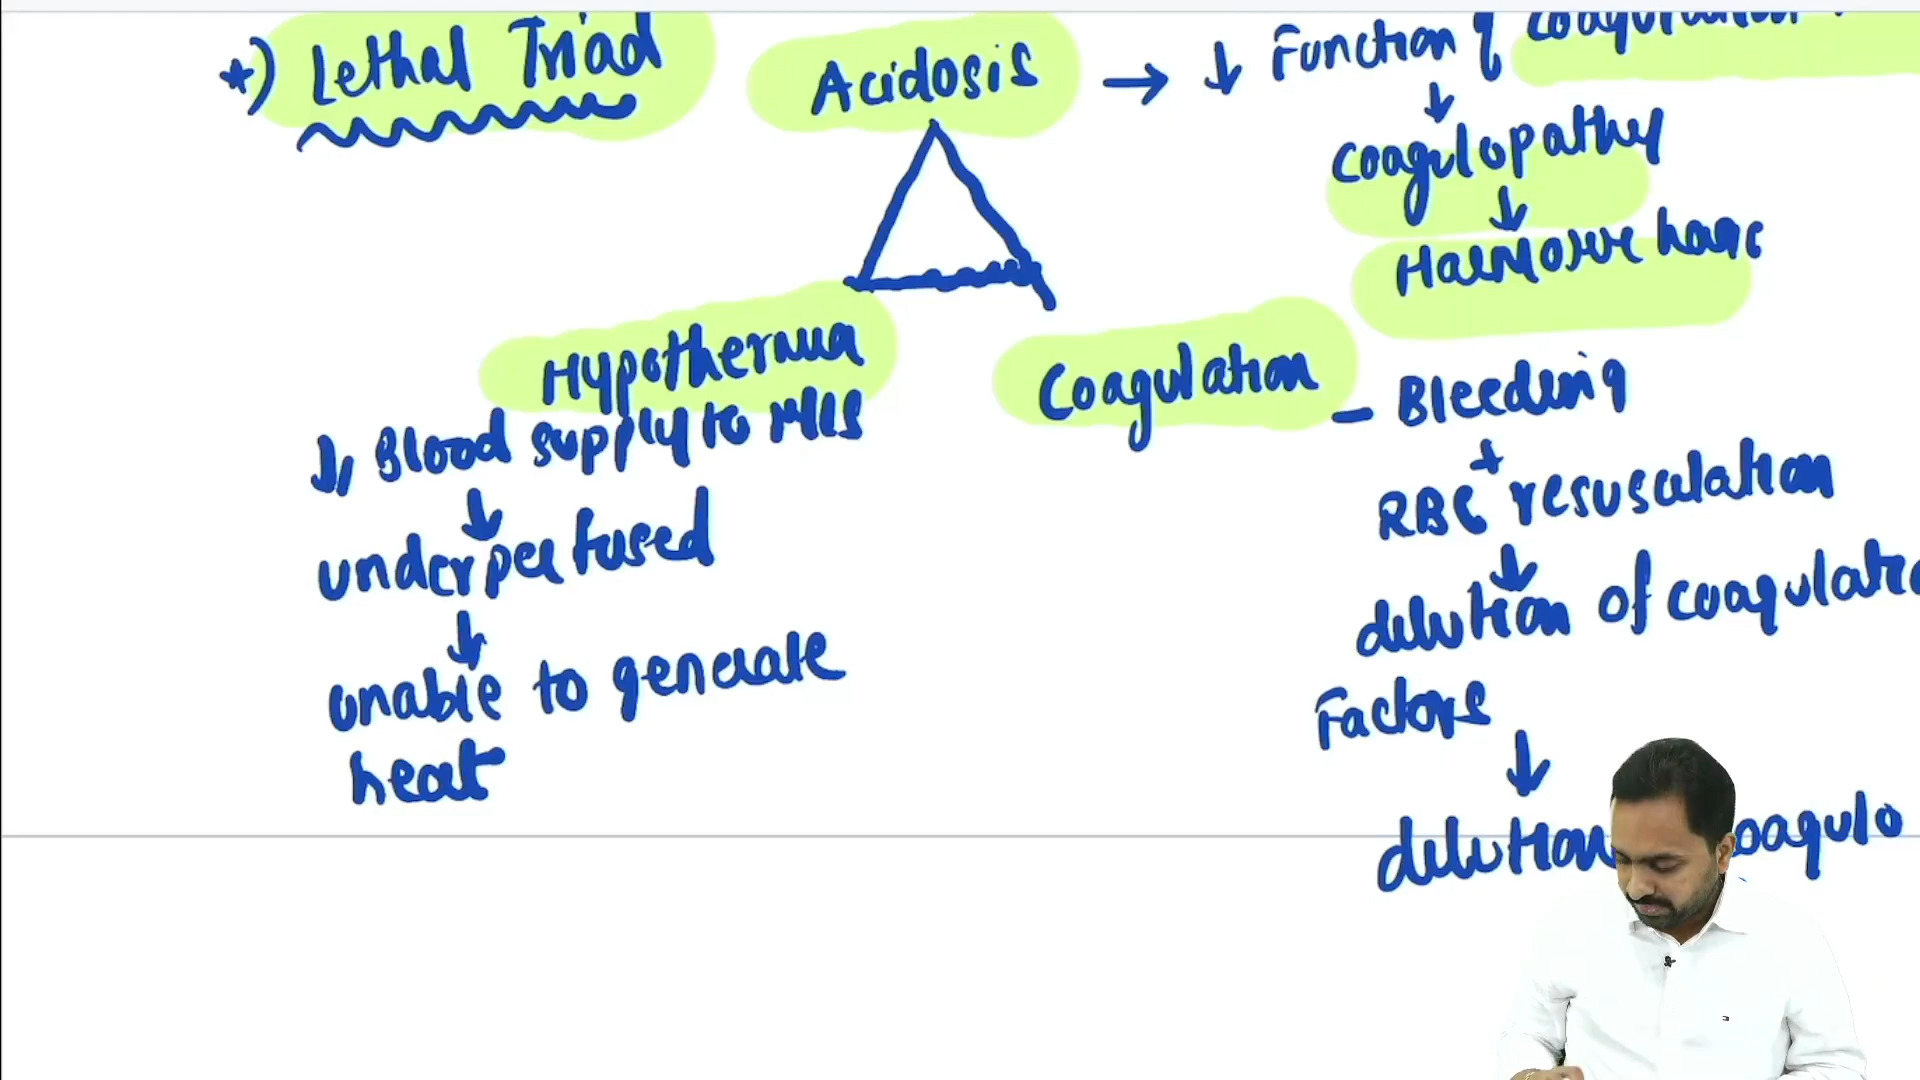 *) Lethal Triad
Acidosis → ↓ Function of coagulation
↓
coagulopathy
↓
Haemorrhage
Hypothermia
Coagulation - Bleeding
↓ Blood supply to Mls
+
RBC resuscitation
↓
↓
underperfused
dilution of coagulatio
Factors
↓
unable to generate
heat
↓
dilution coagulo